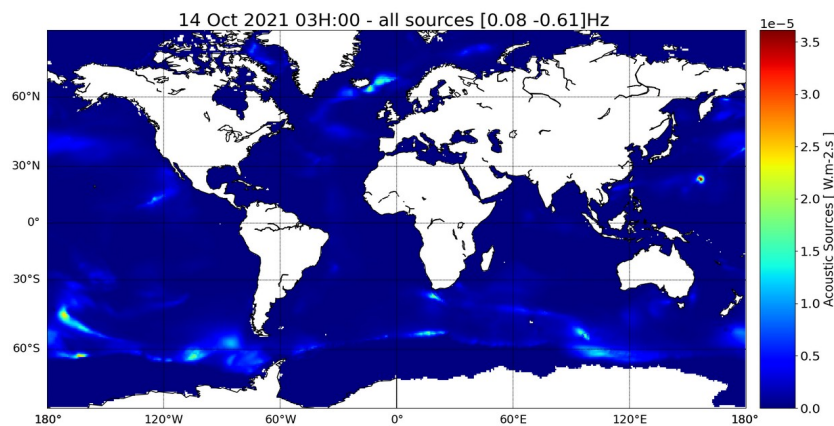 14 Oct 2021 03H:00 - all sources [0.08 -0.61]Hz
1e−5
60°N
30°N
0°
30°S
60°S
180°
120°W
60°W
0°
60°E
120°E
180°
3.5
3.0
2.5
2.0
1.5
1.0
0.5
0.0
Acoustic Sources [ W.m-2.s ]